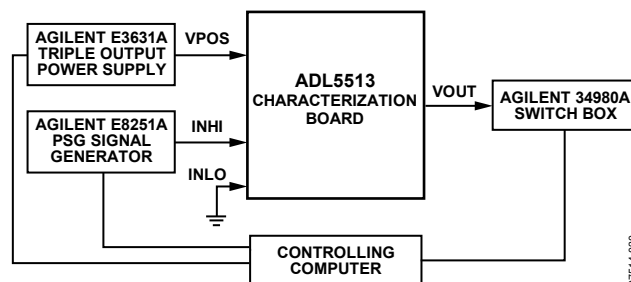 AGILENT E3631A
TRIPLE OUTPUT
POWER SUPPLY
VPOS
ADL5513
CHARACTERIZATION
BOARD
VOUT
AGILENT 34980A
SWITCH BOX
AGILENT E8251A
PSG SIGNAL
GENERATOR
INHI
INLO
CONTROLLING
COMPUTER